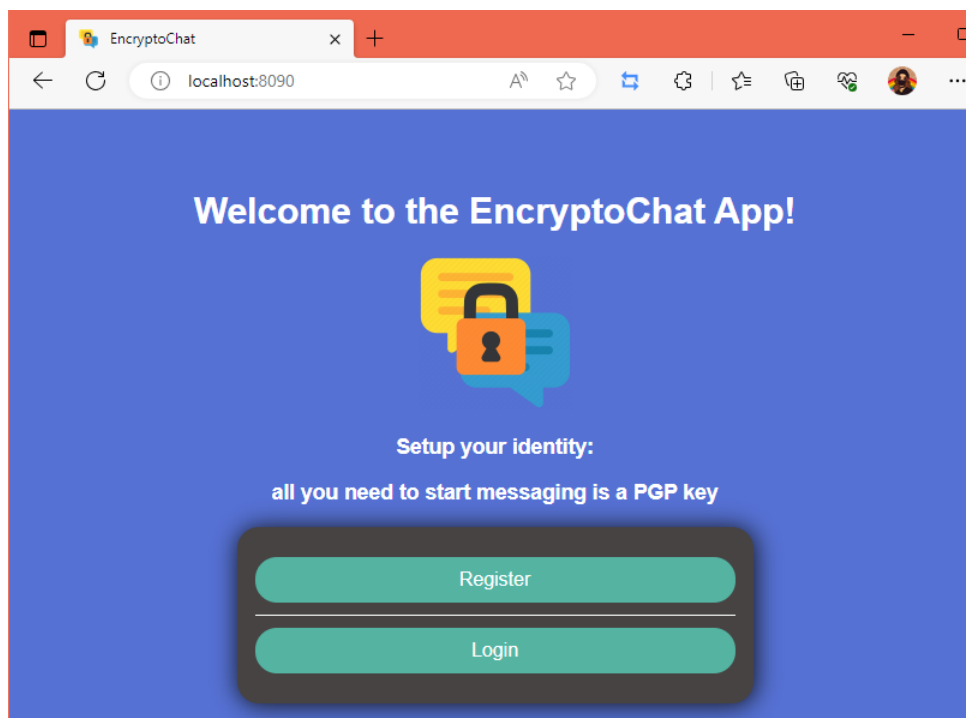 EncryptoChat
localhost:8090
Welcome to the EncryptoChat App!
Setup your identity:
all you need to start messaging is a PGP key
Register
Login